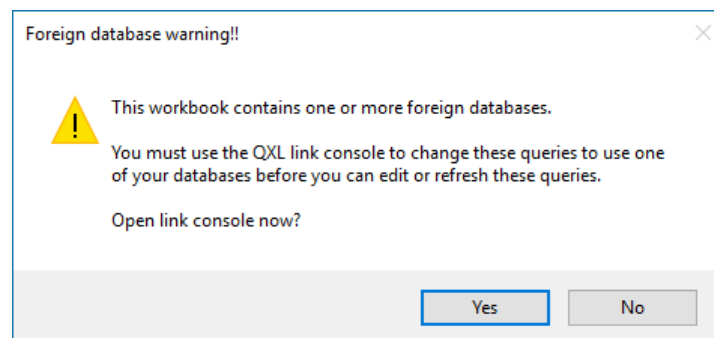 Foreign database warning!!
This workbook contains one or more foreign databases.
You must use the QXL link console to change these queries to use one
of your databases before you can edit or refresh these queries.
Open link console now?
Yes
No